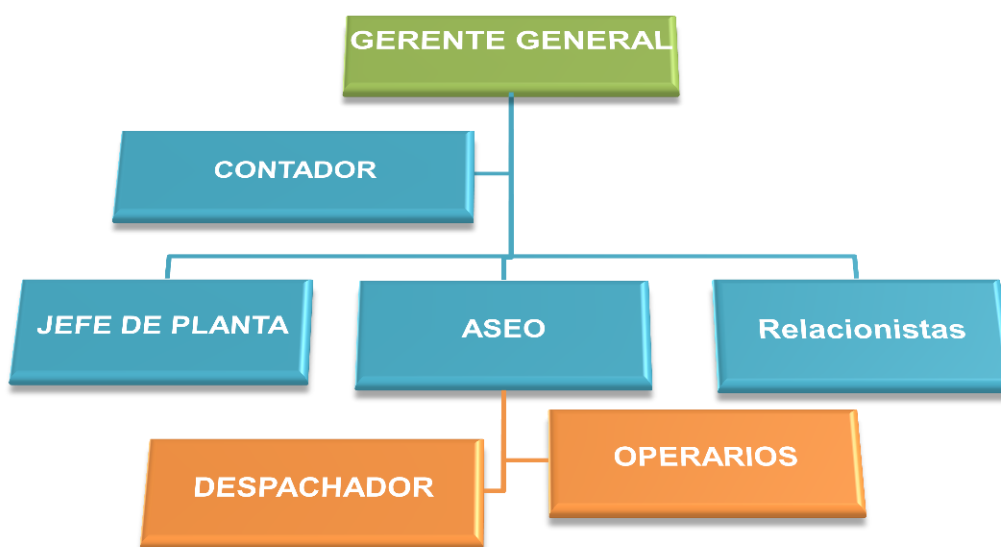 GERENTE GENERAL
CONTADOR
JEFE DE PLANTA
ASEO
Relacionistas
DESPACHADOR
OPERARIOS